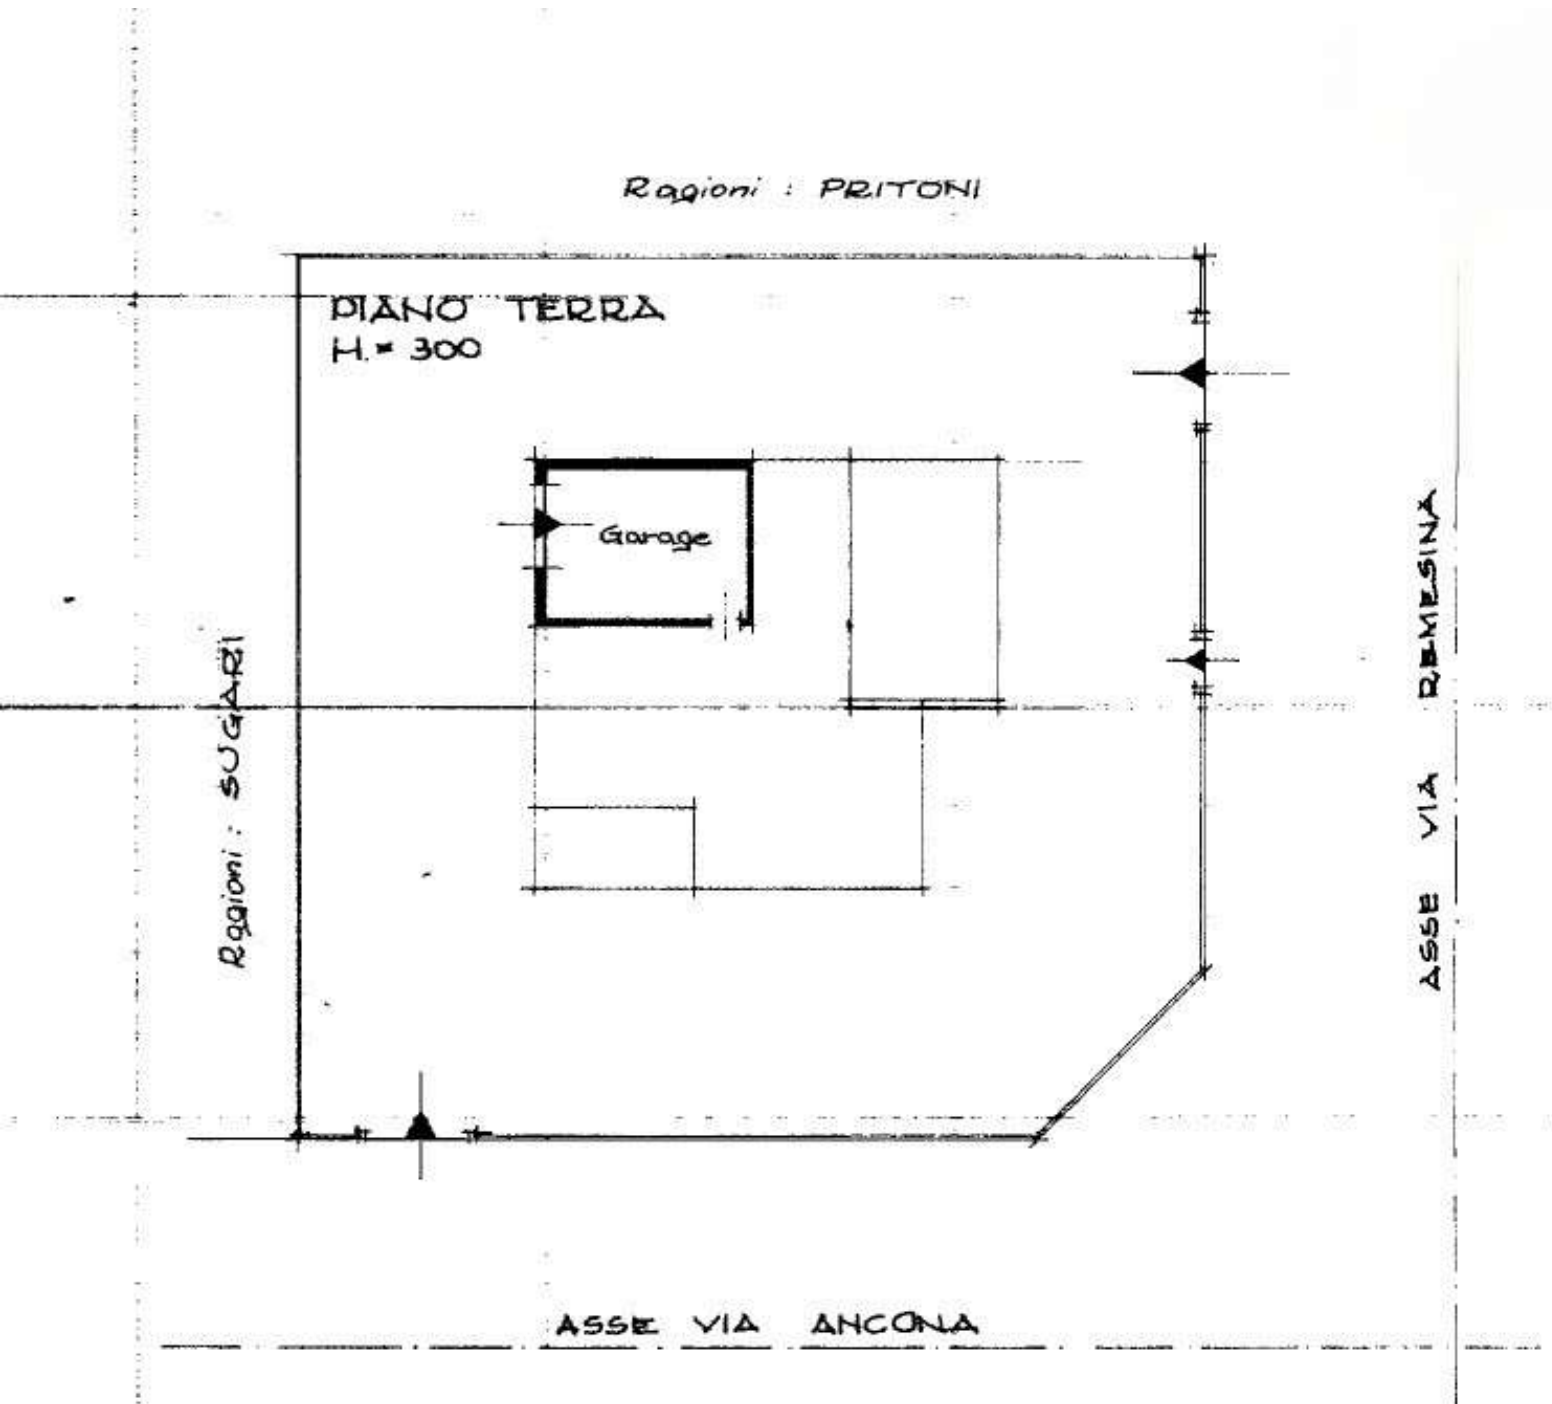 Ragioni : PRITONI
PIANO TERRA
H. = 300
Garage
Ragioni : SUGARI
ASSE VIA REMESINA
ASSE VIA ANCONA